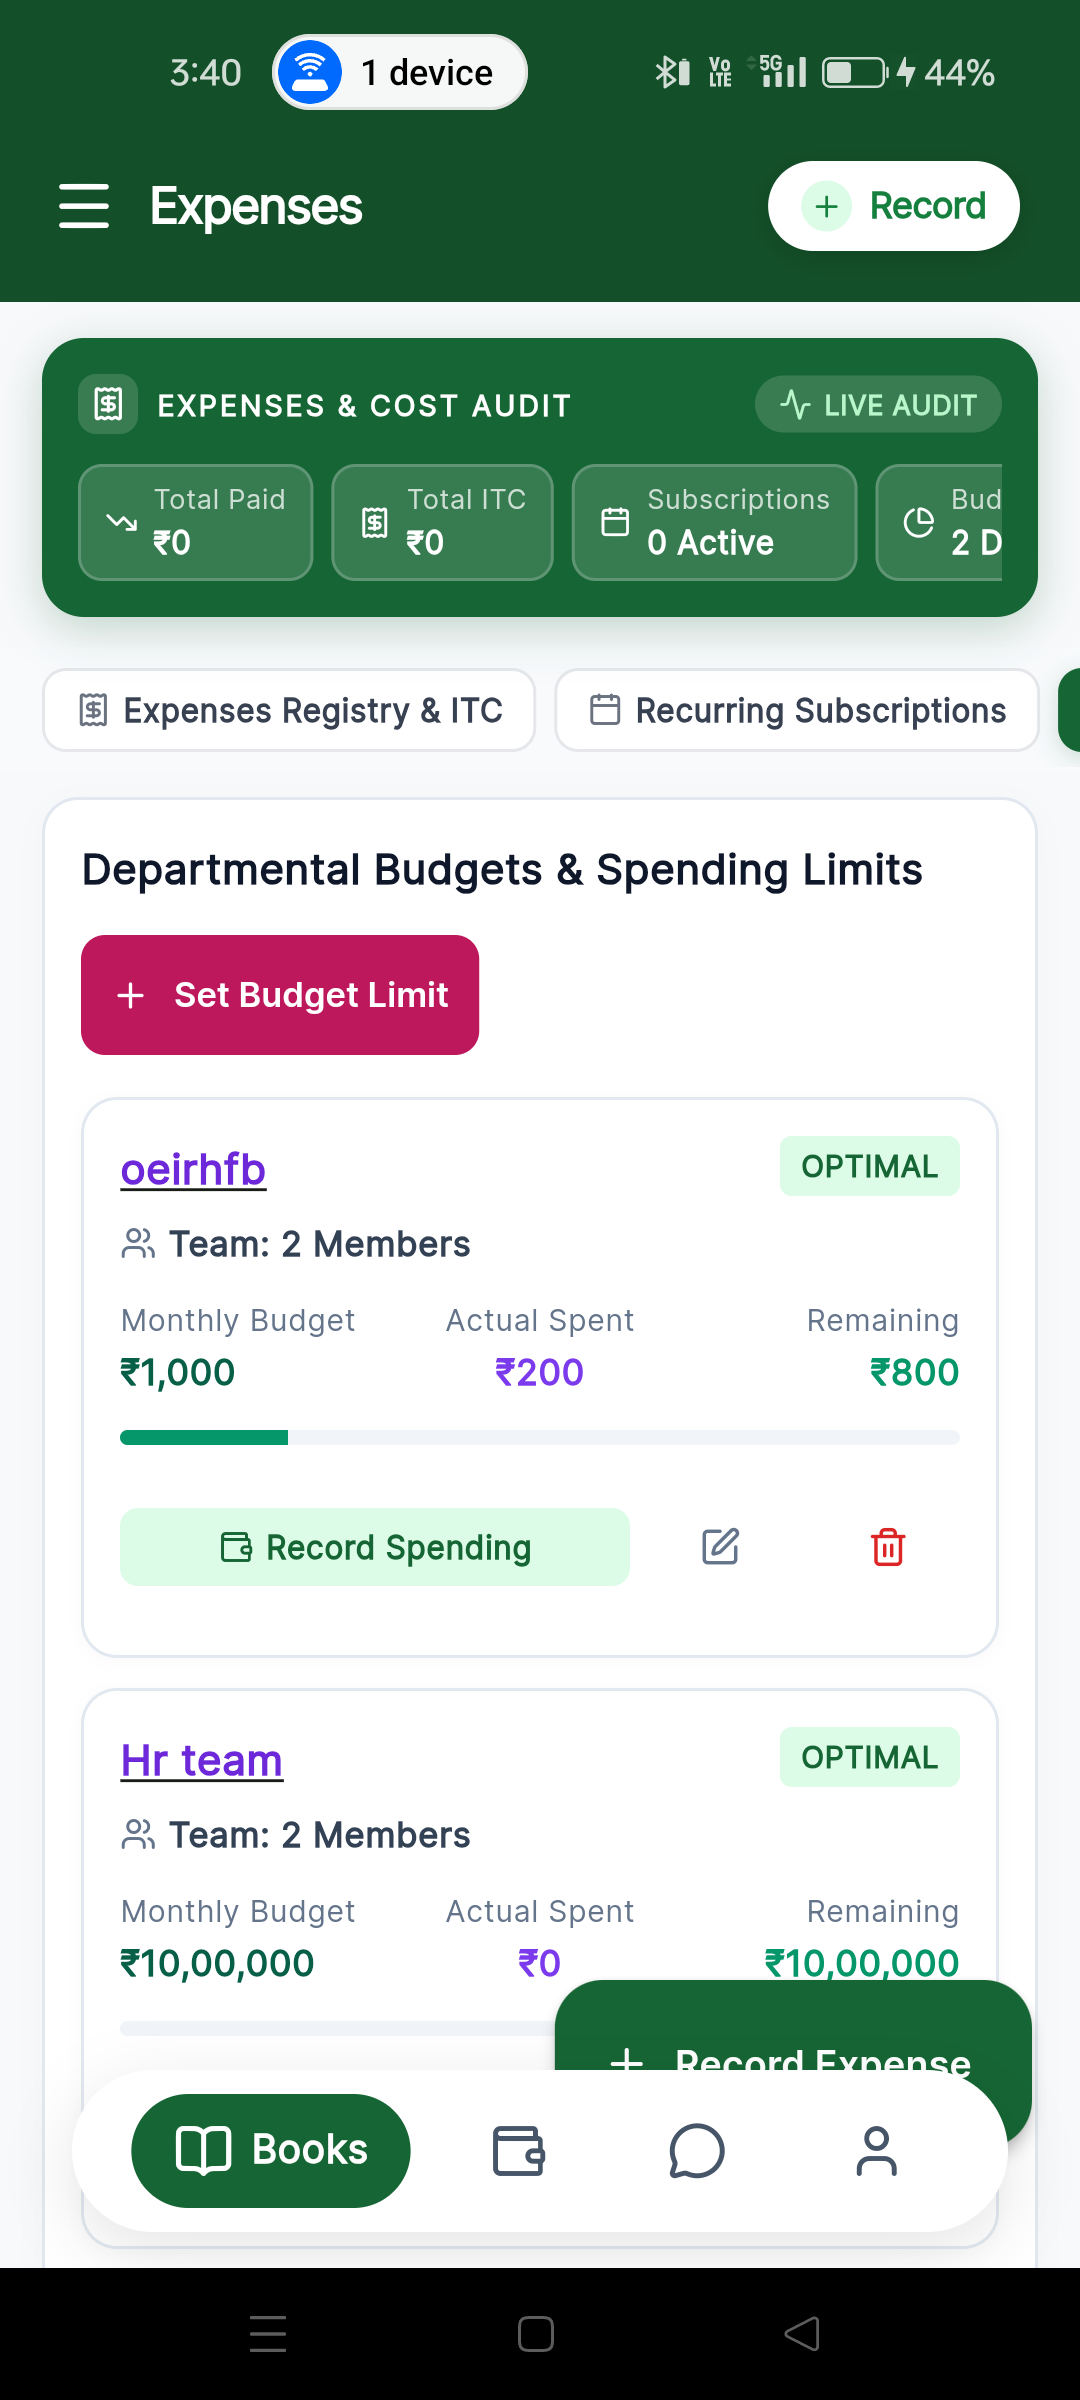 3:40
1 device
Vo LTE
5G
44%
Expenses
Record
EXPENSES & COST AUDIT
LIVE AUDIT
Total Paid
₹0
Total ITC
₹0
Subscriptions
0 Active
Bud
2 D
Expenses Registry & ITC
Recurring Subscriptions
Departmental Budgets & Spending Limits
Set Budget Limit
oeirhfb
OPTIMAL
Team: 2 Members
Monthly Budget
Actual Spent
Remaining
₹1,000
₹200
₹800
Record Spending
Hr team
OPTIMAL
Team: 2 Members
Monthly Budget
Actual Spent
Remaining
₹10,00,000
₹0
₹10,00,000
Record Expense
Books